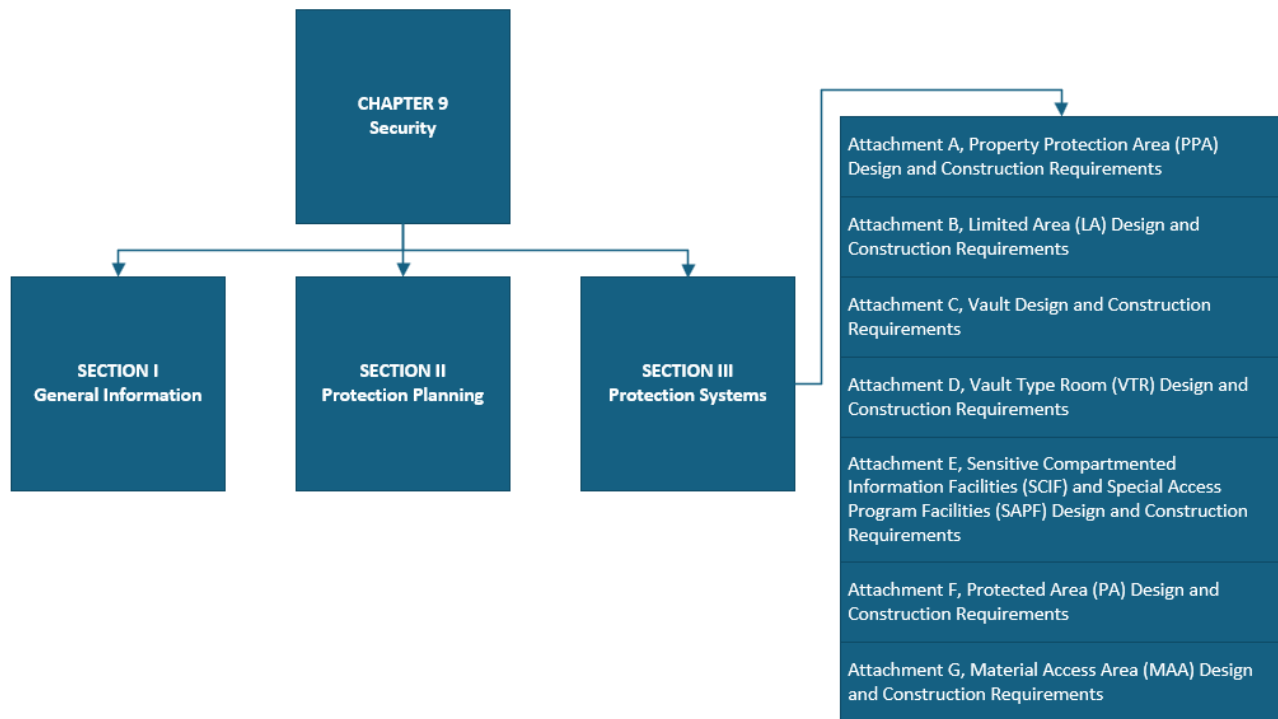 CHAPTER 9
Security
SECTION I
General Information
SECTION II
Protection Planning
SECTION III
Protection Systems
Attachment A, Property Protection Area (PPA)
Design and Construction Requirements
Attachment B, Limited Area (LA) Design and
Construction Requirements
Attachment C, Vault Design and Construction
Requirements
Attachment D, Vault Type Room (VTR) Design and
Construction Requirements
Attachment E, Sensitive Compartmented
Information Facilities (SCIF) and Special Access
Program Facilities (SAPF) Design and Construction
Requirements
Attachment F, Protected Area (PA) Design and
Construction Requirements
Attachment G, Material Access Area (MAA) Design
and Construction Requirements